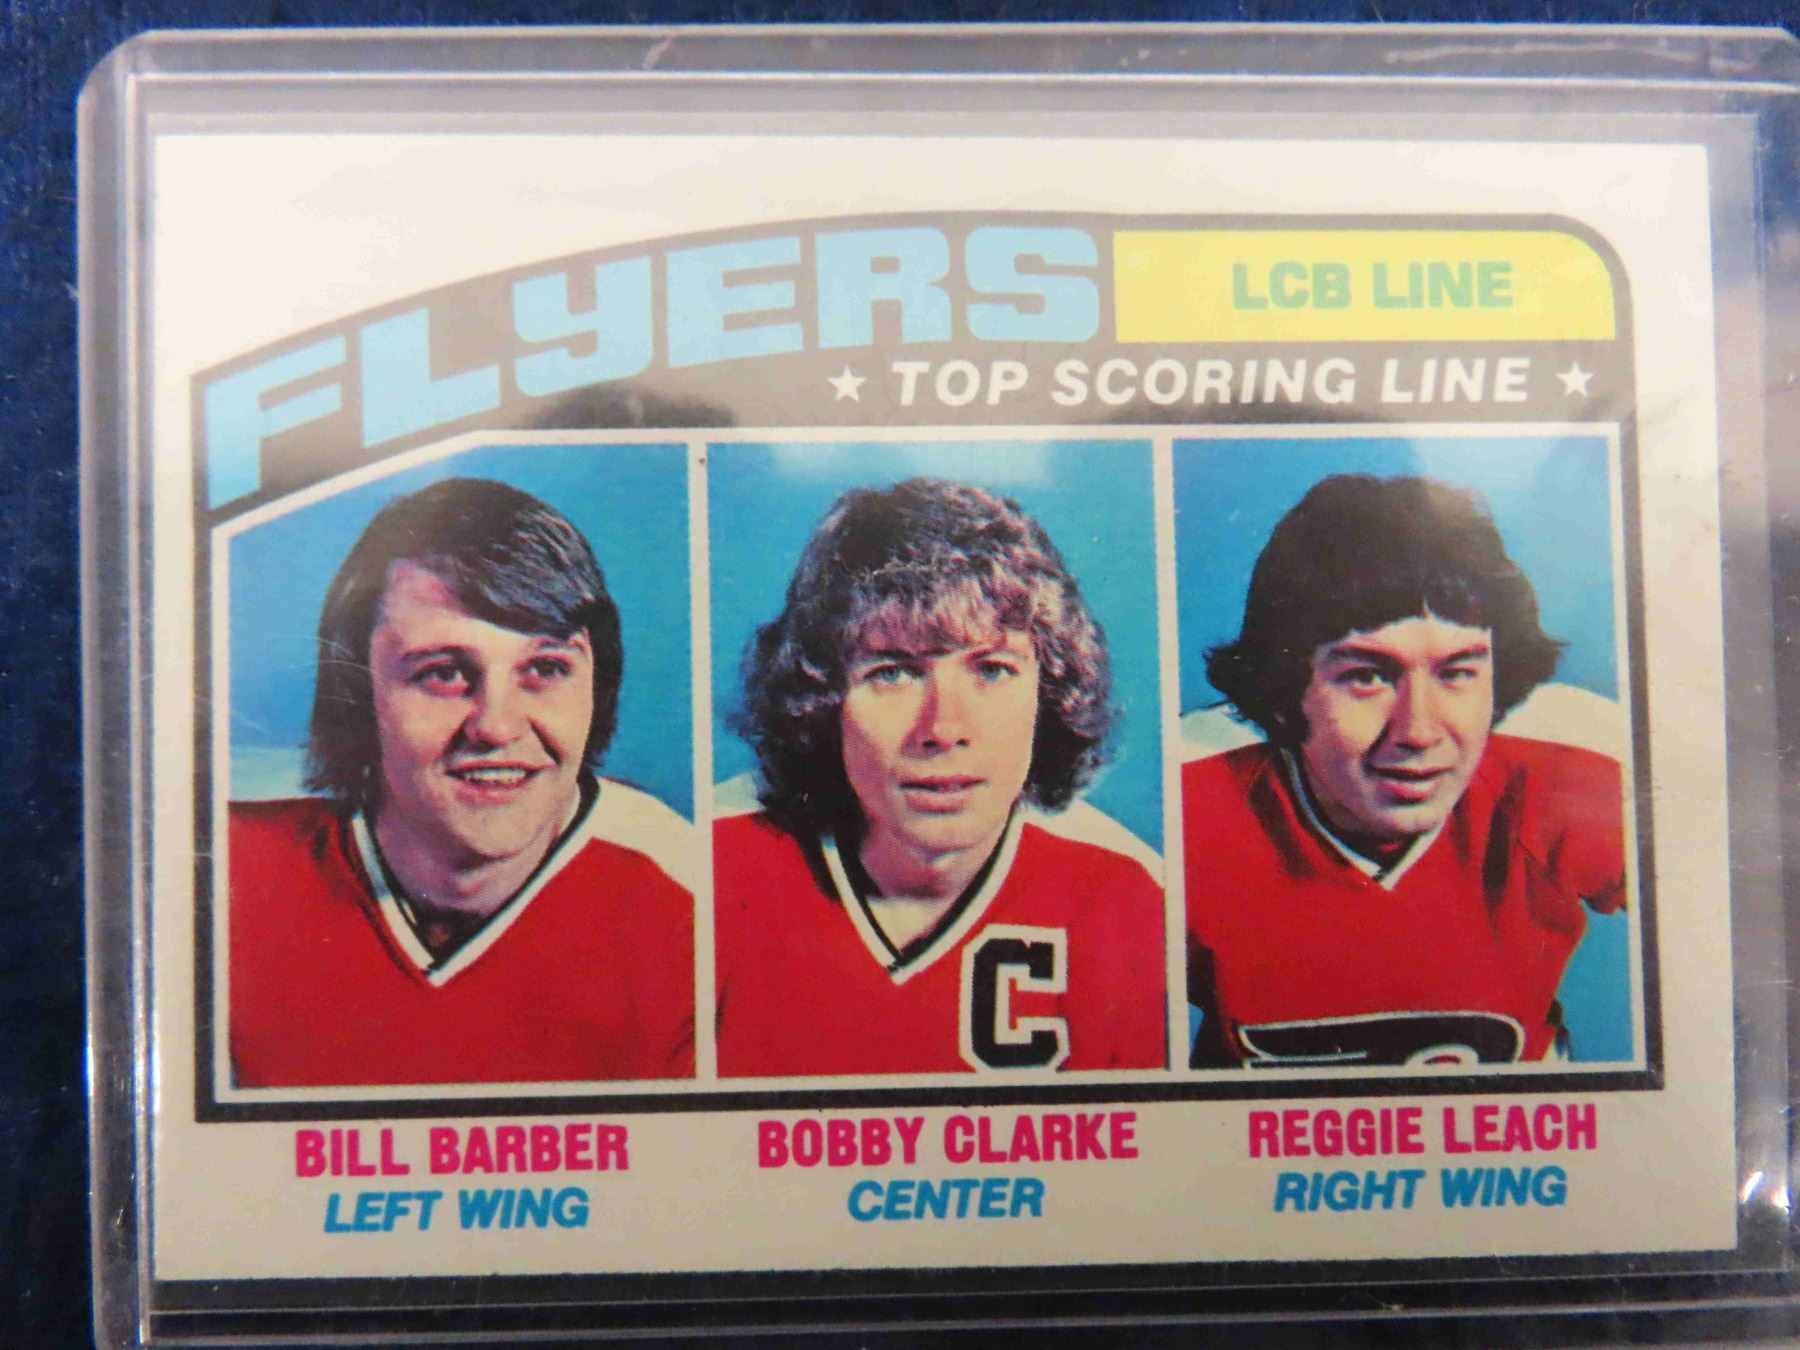 FLYERS
LCB LINE
★ TOP SCORING LINE ★
C
BILL BARBER
LEFT WING
BOBBY CLARKE
CENTER
REGGIE LEACH
RIGHT WING